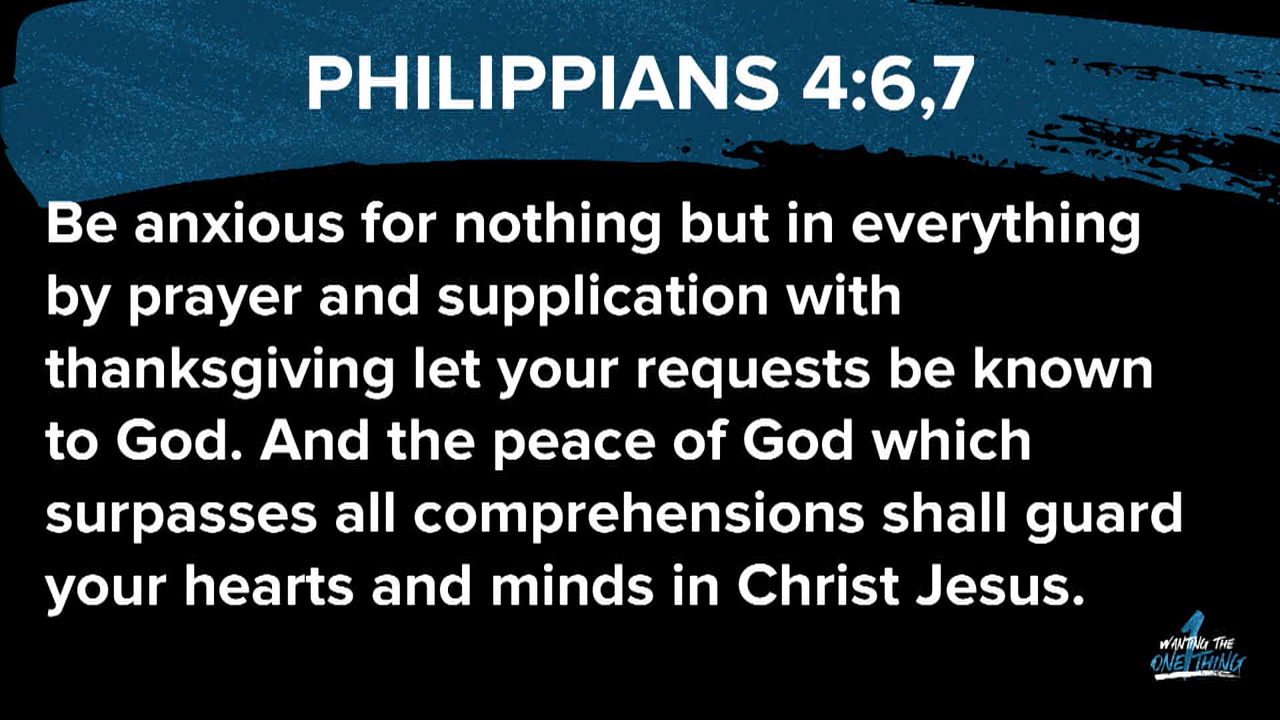 PHILIPPIANS 4:6,7
Be anxious for nothing but in everything
by prayer and supplication with
thanksgiving let your requests be known
to God. And the peace of God which
surpasses all comprehensions shall guard
your hearts and minds in Christ Jesus.
1
WANTING THE
ONE THING